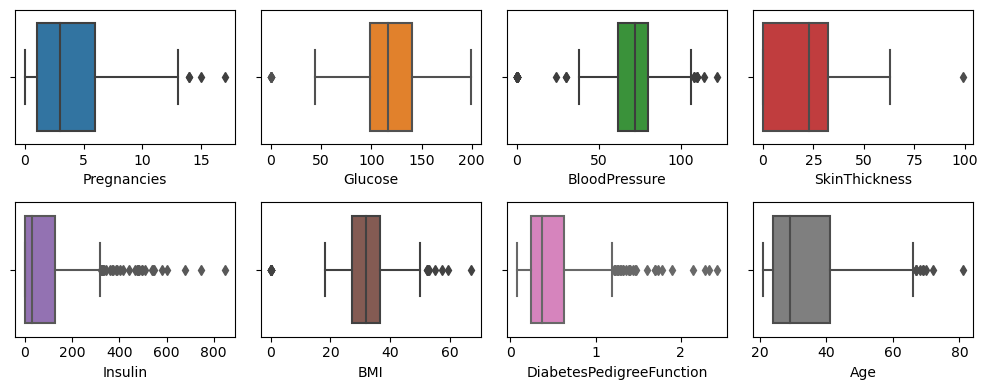 0 5 10 15
Pregnancies
0 50 100 150 200
Glucose
0 50 100
BloodPressure
0 25 50 75 100
SkinThickness
0 200 400 600 800
Insulin
0 20 40 60
BMI
0 1 2
DiabetesPedigreeFunction
20 40 60 80
Age